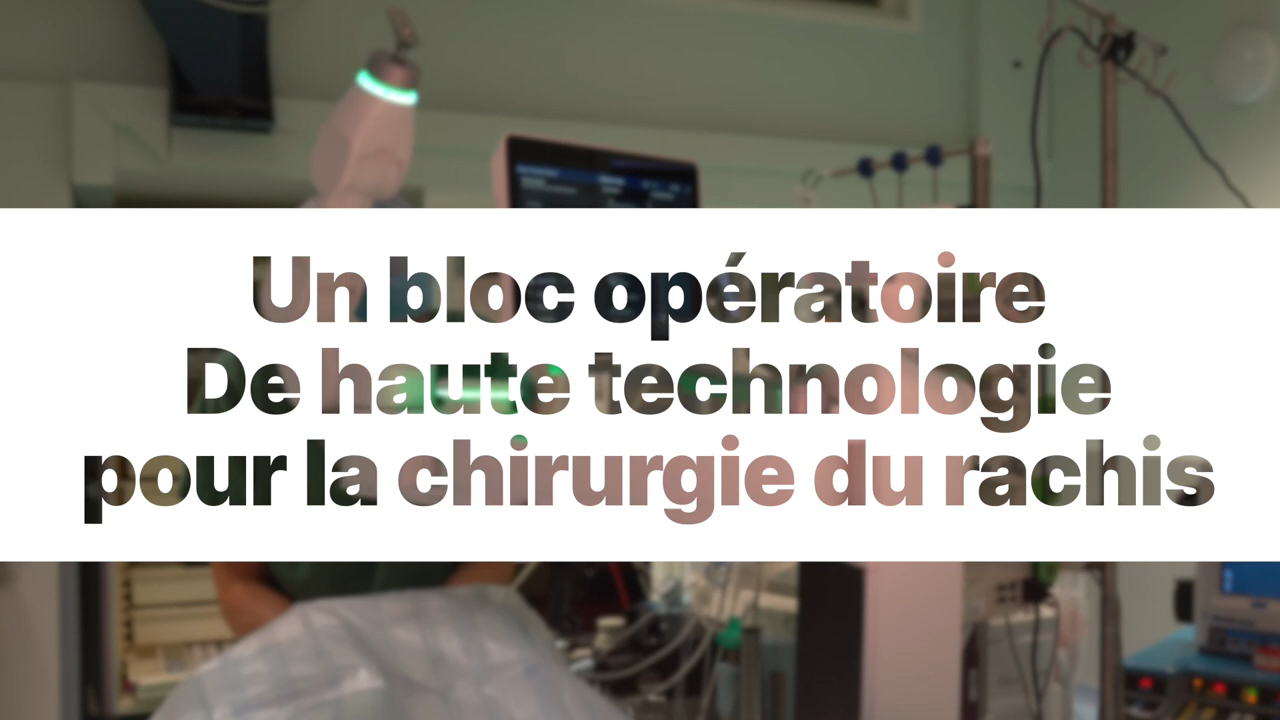 Un bloc opératoire
De haute technologie
pour la chirurgie du rachis